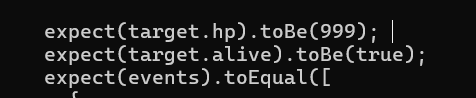 expect(target.hp).toBe(999);
expect(target.alive).toBe(true);
expect(events).toEqual([
{